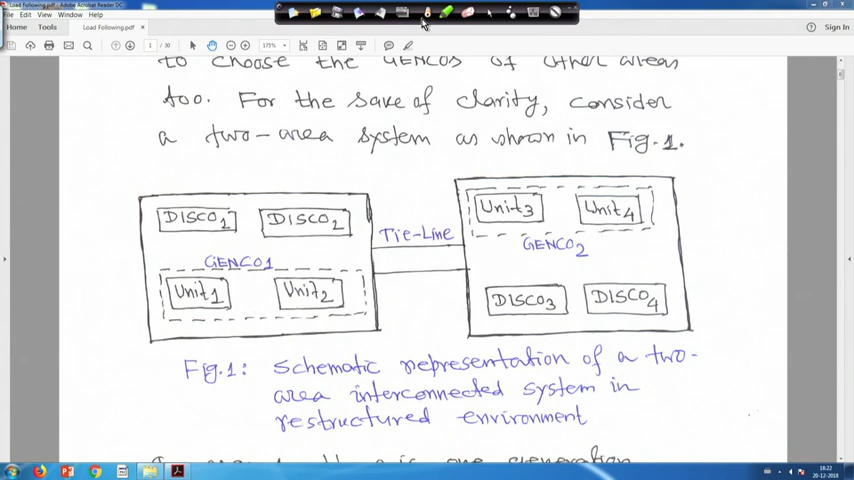 Load Following.pdf - Adobe Acrobat Reader DC
File Edit View Window Help
Home Tools Load Following.pdf × Sign In
1 / 30 175%
to choose the GENCOS of other areas
too. For the sake of clarity, consider
a two-area system as shown in Fig.1.
DISCO1 DISCO2
GENCO1
Unit1 Unit2
Tie-Line
Unit3 Unit4
GENCO2
DISCO3 DISCO4
Fig.1: Schematic representation of a two-
area interconnected system in
restructured environment
one generation
18:22
20-12-2018